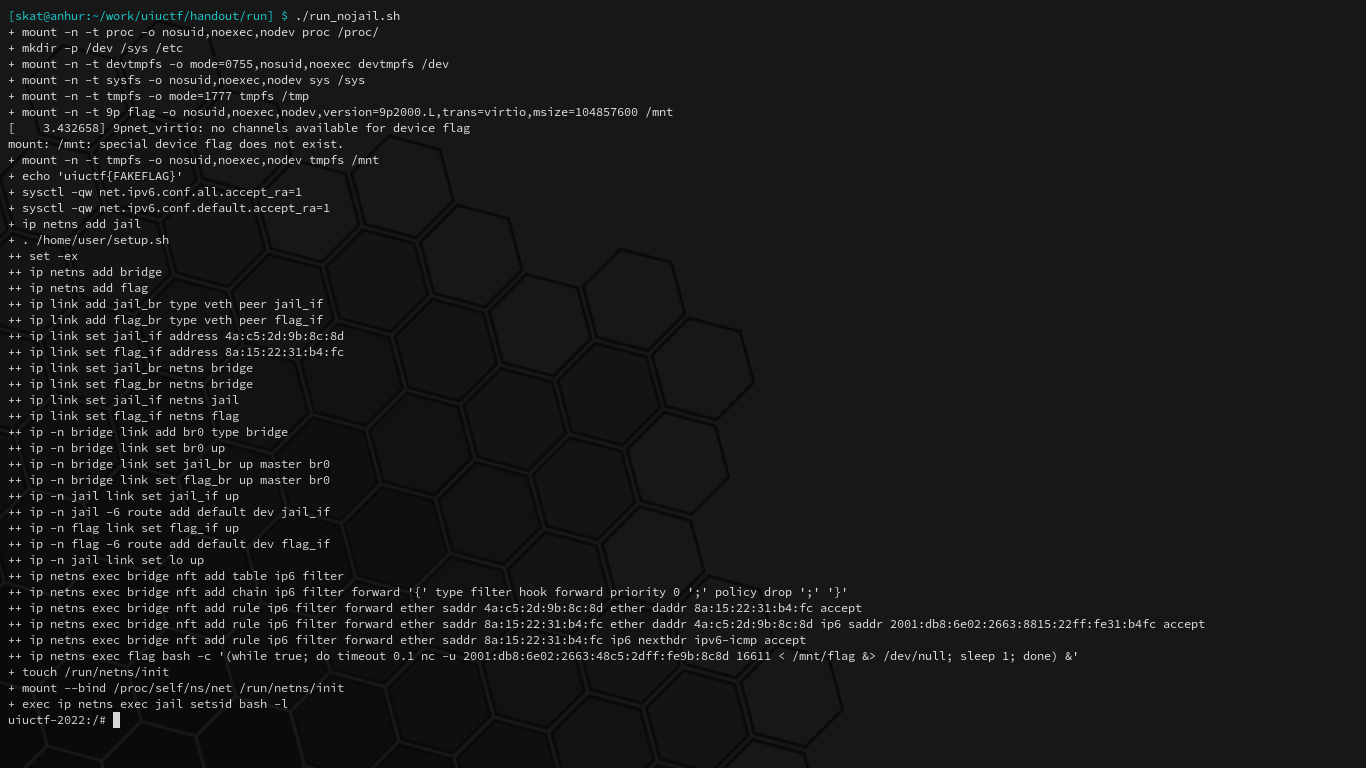 [skat@anhur:~/work/uiuctf/handout/run] $ ./run_nojail.sh
+ mount -n -t proc -o nosuid,noexec,nodev proc /proc/
+ mkdir -p /dev /sys /etc
+ mount -n -t devtmpfs -o mode=0755,nosuid,noexec devtmpfs /dev
+ mount -n -t sysfs -o nosuid,noexec,nodev sys /sys
+ mount -n -t tmpfs -o mode=1777 tmpfs /tmp
+ mount -n -t 9p flag -o nosuid,noexec,nodev,version=9p2000.L,trans=virtio,msize=104857600 /mnt
[    3.432658] 9pnet_virtio: no channels available for device flag
mount: /mnt: special device flag does not exist.
+ mount -n -t tmpfs -o nosuid,noexec,nodev tmpfs /mnt
+ echo 'uiuctf{FAKEFLAG}'
+ sysctl -qw net.ipv6.conf.all.accept_ra=1
+ sysctl -qw net.ipv6.conf.default.accept_ra=1
+ ip netns add jail
+ . /home/user/setup.sh
++ set -ex
++ ip netns add bridge
++ ip netns add flag
++ ip link add jail_br type veth peer jail_if
++ ip link add flag_br type veth peer flag_if
++ ip link set jail_if address 4a:c5:2d:9b:8c:8d
++ ip link set flag_if address 8a:15:22:31:b4:fc
++ ip link set jail_br netns bridge
++ ip link set flag_br netns bridge
++ ip link set jail_if netns jail
++ ip link set flag_if netns flag
++ ip -n bridge link add br0 type bridge
++ ip -n bridge link set br0 up
++ ip -n bridge link set jail_br up master br0
++ ip -n bridge link set flag_br up master br0
++ ip -n jail link set jail_if up
++ ip -n jail -6 route add default dev jail_if
++ ip -n flag link set flag_if up
++ ip -n flag -6 route add default dev flag_if
++ ip -n jail link set lo up
++ ip netns exec bridge nft add table ip6 filter
++ ip netns exec bridge nft add chain ip6 filter forward '{' type filter hook forward priority 0 ';' policy drop ';' '}'
++ ip netns exec bridge nft add rule ip6 filter forward ether saddr 4a:c5:2d:9b:8c:8d ether daddr 8a:15:22:31:b4:fc accept
++ ip netns exec bridge nft add rule ip6 filter forward ether saddr 8a:15:22:31:b4:fc ether daddr 4a:c5:2d:9b:8c:8d ip6 saddr 2001:db8:6e02:2663:8815:22ff:fe31:b4fc accept
++ ip netns exec bridge nft add rule ip6 filter forward ether saddr 8a:15:22:31:b4:fc ip6 nexthdr ipv6-icmp accept
++ ip netns exec flag bash -c '(while true; do timeout 0.1 nc -u 2001:db8:6e02:2663:48c5:2dff:fe9b:8c8d 16611 < /mnt/flag &> /dev/null; sleep 1; done) &'
+ touch /run/netns/init
+ mount --bind /proc/self/ns/net /run/netns/init
+ exec ip netns exec jail setsid bash -l
uiuctf-2022:/#